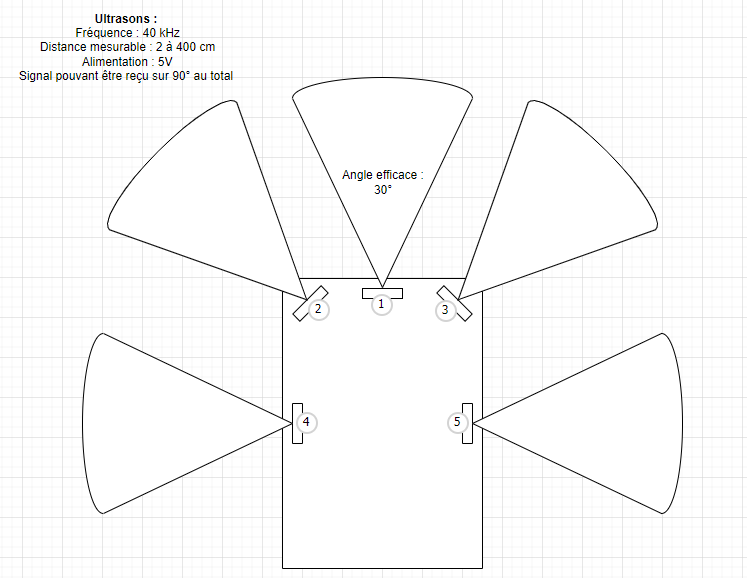 Ultrasons :
Fréquence : 40 kHz
Distance mesurable : 2 à 400 cm
Alimentation : 5V
Signal pouvant être reçu sur 90° au total
Angle efficace :
30°
2
1
3
4
5